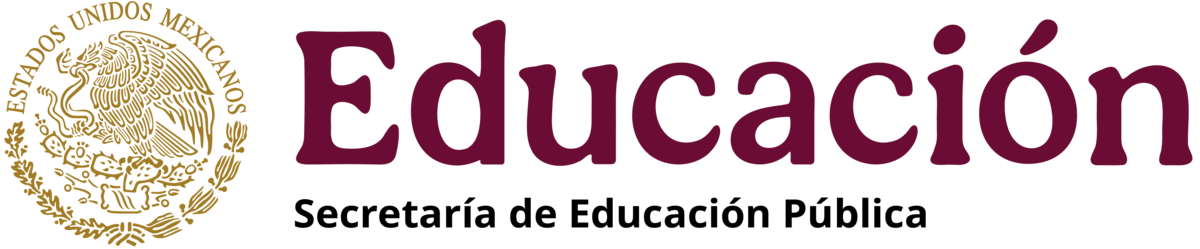 ESTADOS UNIDOS MEXICANOS
Educación
Secretaría de Educación Pública